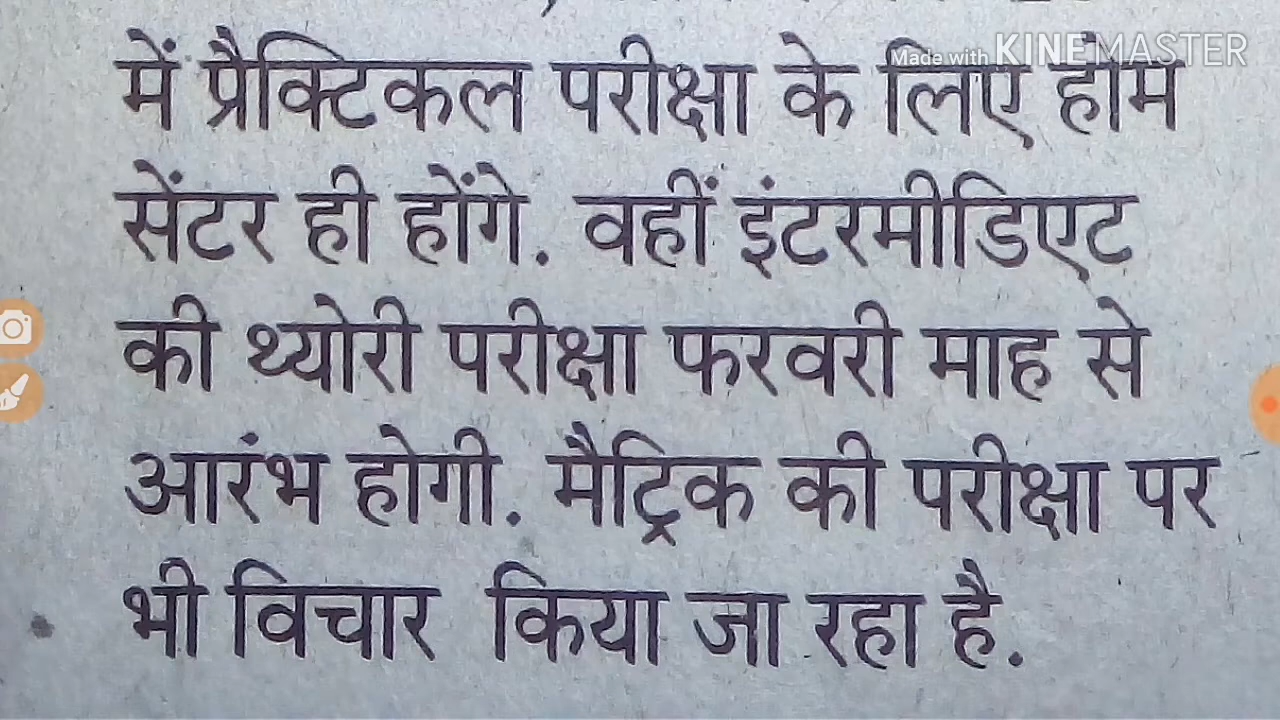 Made with KINEMASTER
में प्रैक्टिकल परीक्षा के लिए होम
सेंटर ही होंगे. वहीं इंटरमीडिएट
की थ्योरी परीक्षा फरवरी माह से
आरंभ होगी. मैट्रिक की परीक्षा पर
भी विचार किया जा रहा है.